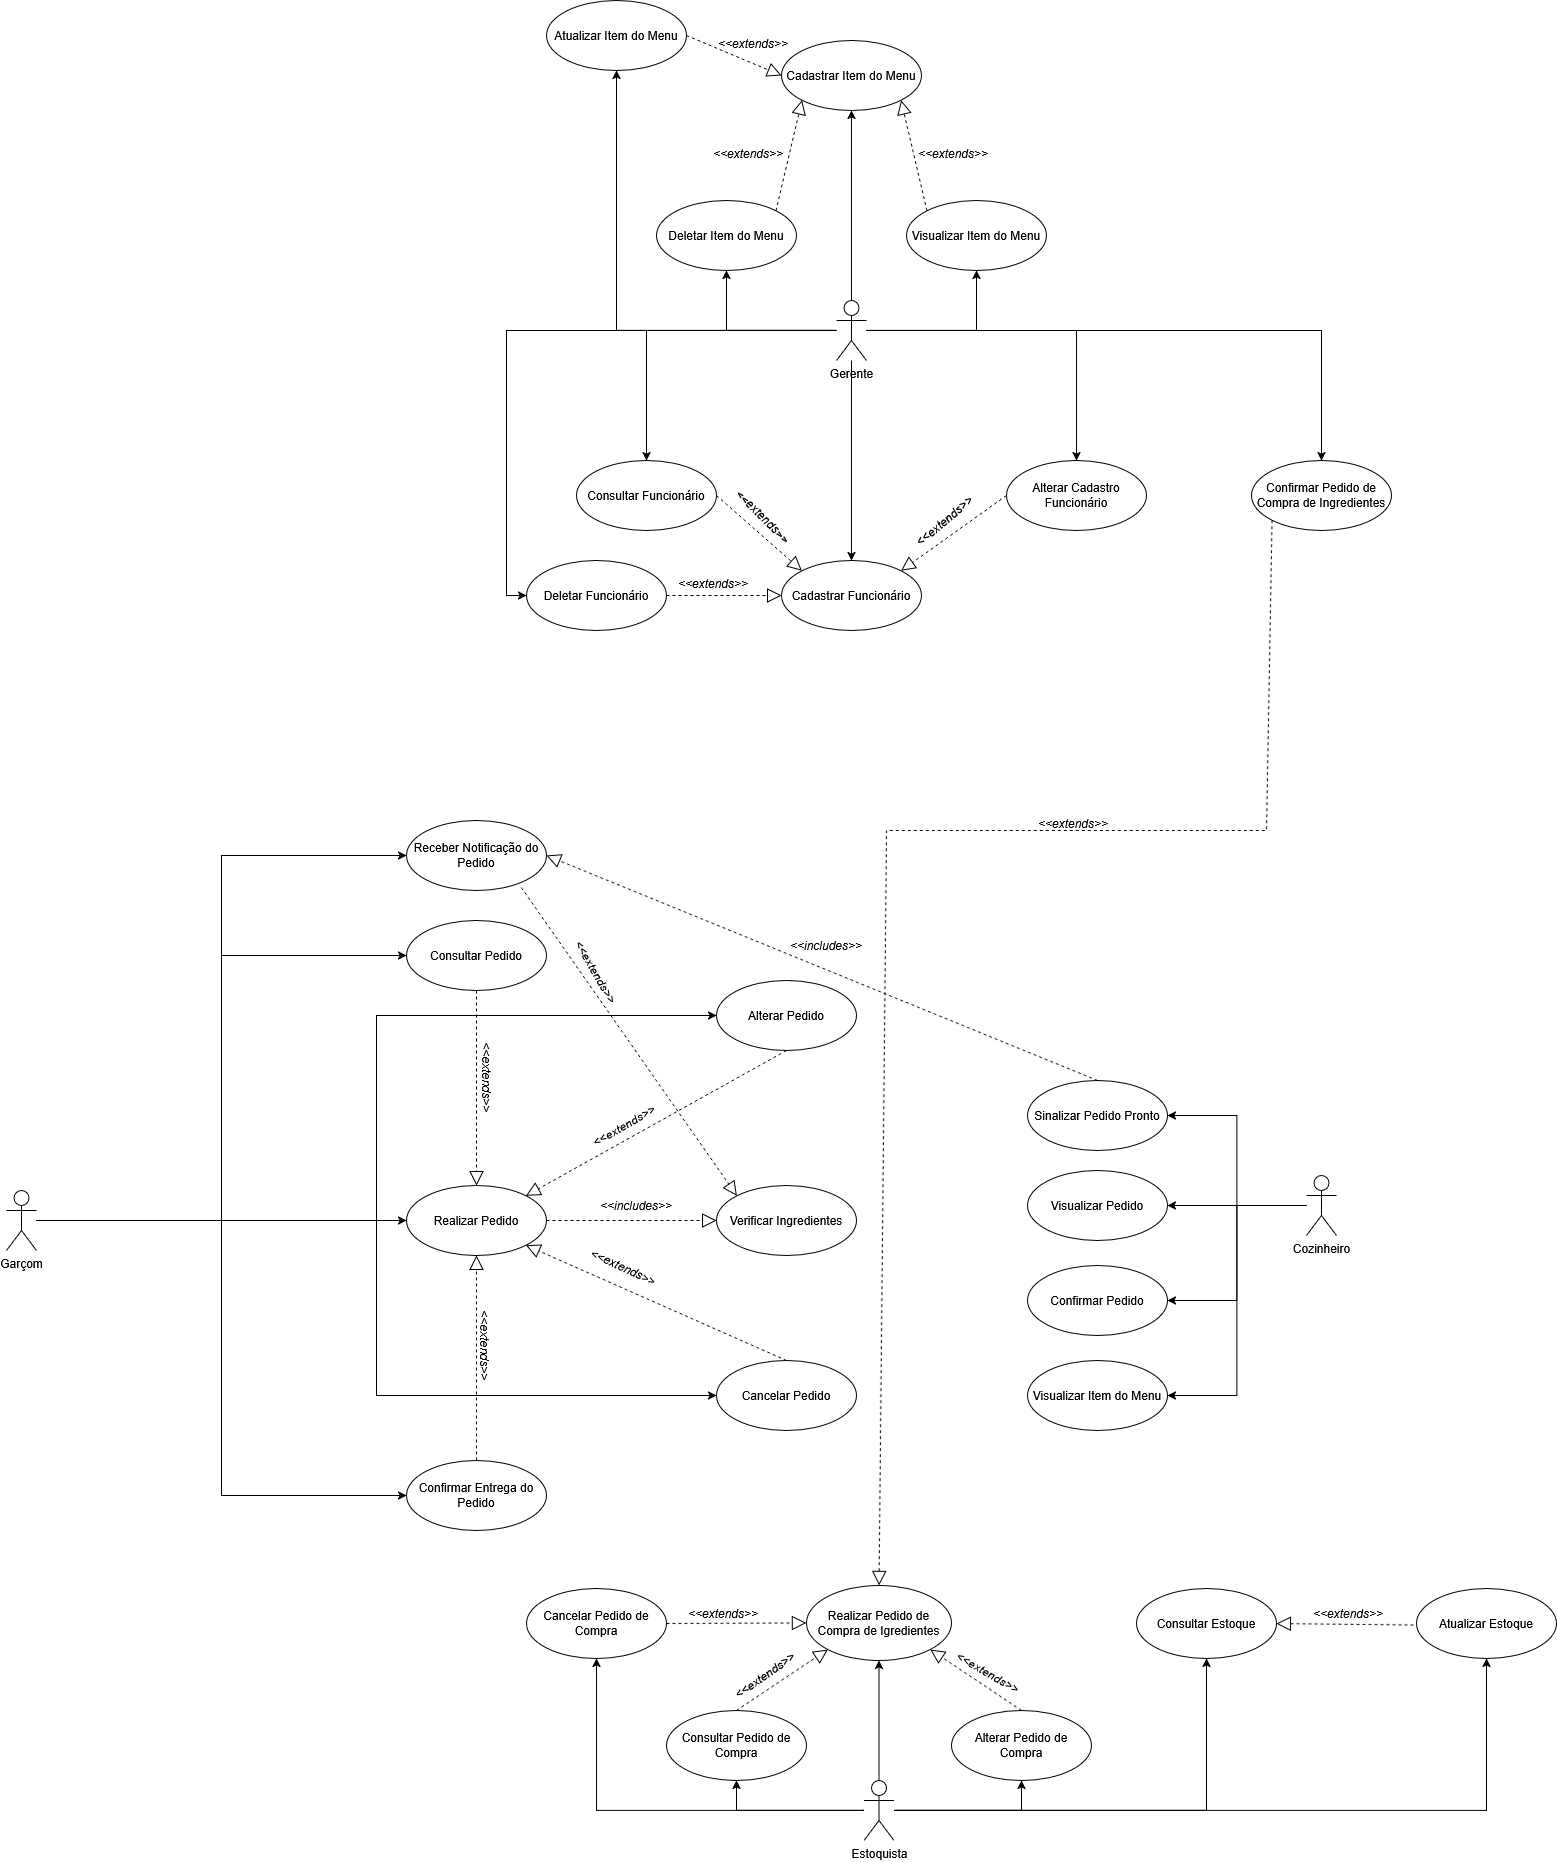 Atualizar Item do Menu
<<extends>>
Cadastrar Item do Menu
<<extends>>
<<extends>>
Deletar Item do Menu
Visualizar Item do Menu
Gerente
Consultar Funcionário
<<extends>>
<<extends>>
Alterar Cadastro
Funcionário
Confirmar Pedido de
Compra de Ingredientes
Deletar Funcionário
<<extends>>
Cadastrar Funcionário
<<extends>>
Receber Notificação do
Pedido
<<includes>>
Consultar Pedido
<<extends>>
Alterar Pedido
<<extends>>
<<extends>>
Sinalizar Pedido Pronto
Visualizar Pedido
Garçom
Realizar Pedido
<<includes>>
Verificar Ingredientes
Cozinheiro
<<extends>>
Confirmar Pedido
<<extends>>
Cancelar Pedido
Visualizar Item do Menu
Confirmar Entrega do
Pedido
Cancelar Pedido de
Compra
<<extends>>
Realizar Pedido de
Compra de Igredientes
Consultar Estoque
<<extends>>
Atualizar Estoque
<<extends>>
<<extends>>
Consultar Pedido de
Compra
Alterar Pedido de
Compra
Estoquista